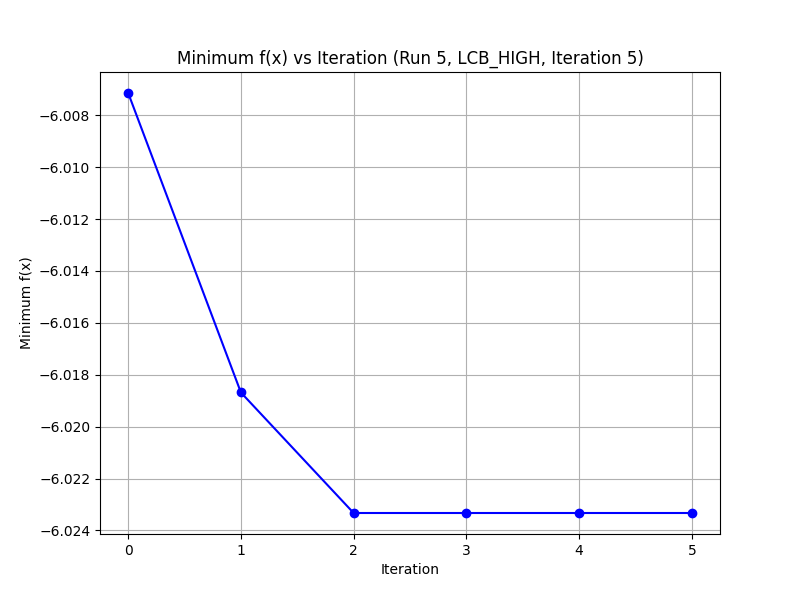 Minimum f(x) vs Iteration (Run 5, LCB_HIGH, Iteration 5)
Minimum f(x)
−6.008
−6.010
−6.012
−6.014
−6.016
−6.018
−6.020
−6.022
−6.024
0 1 2 3 4 5
Iteration